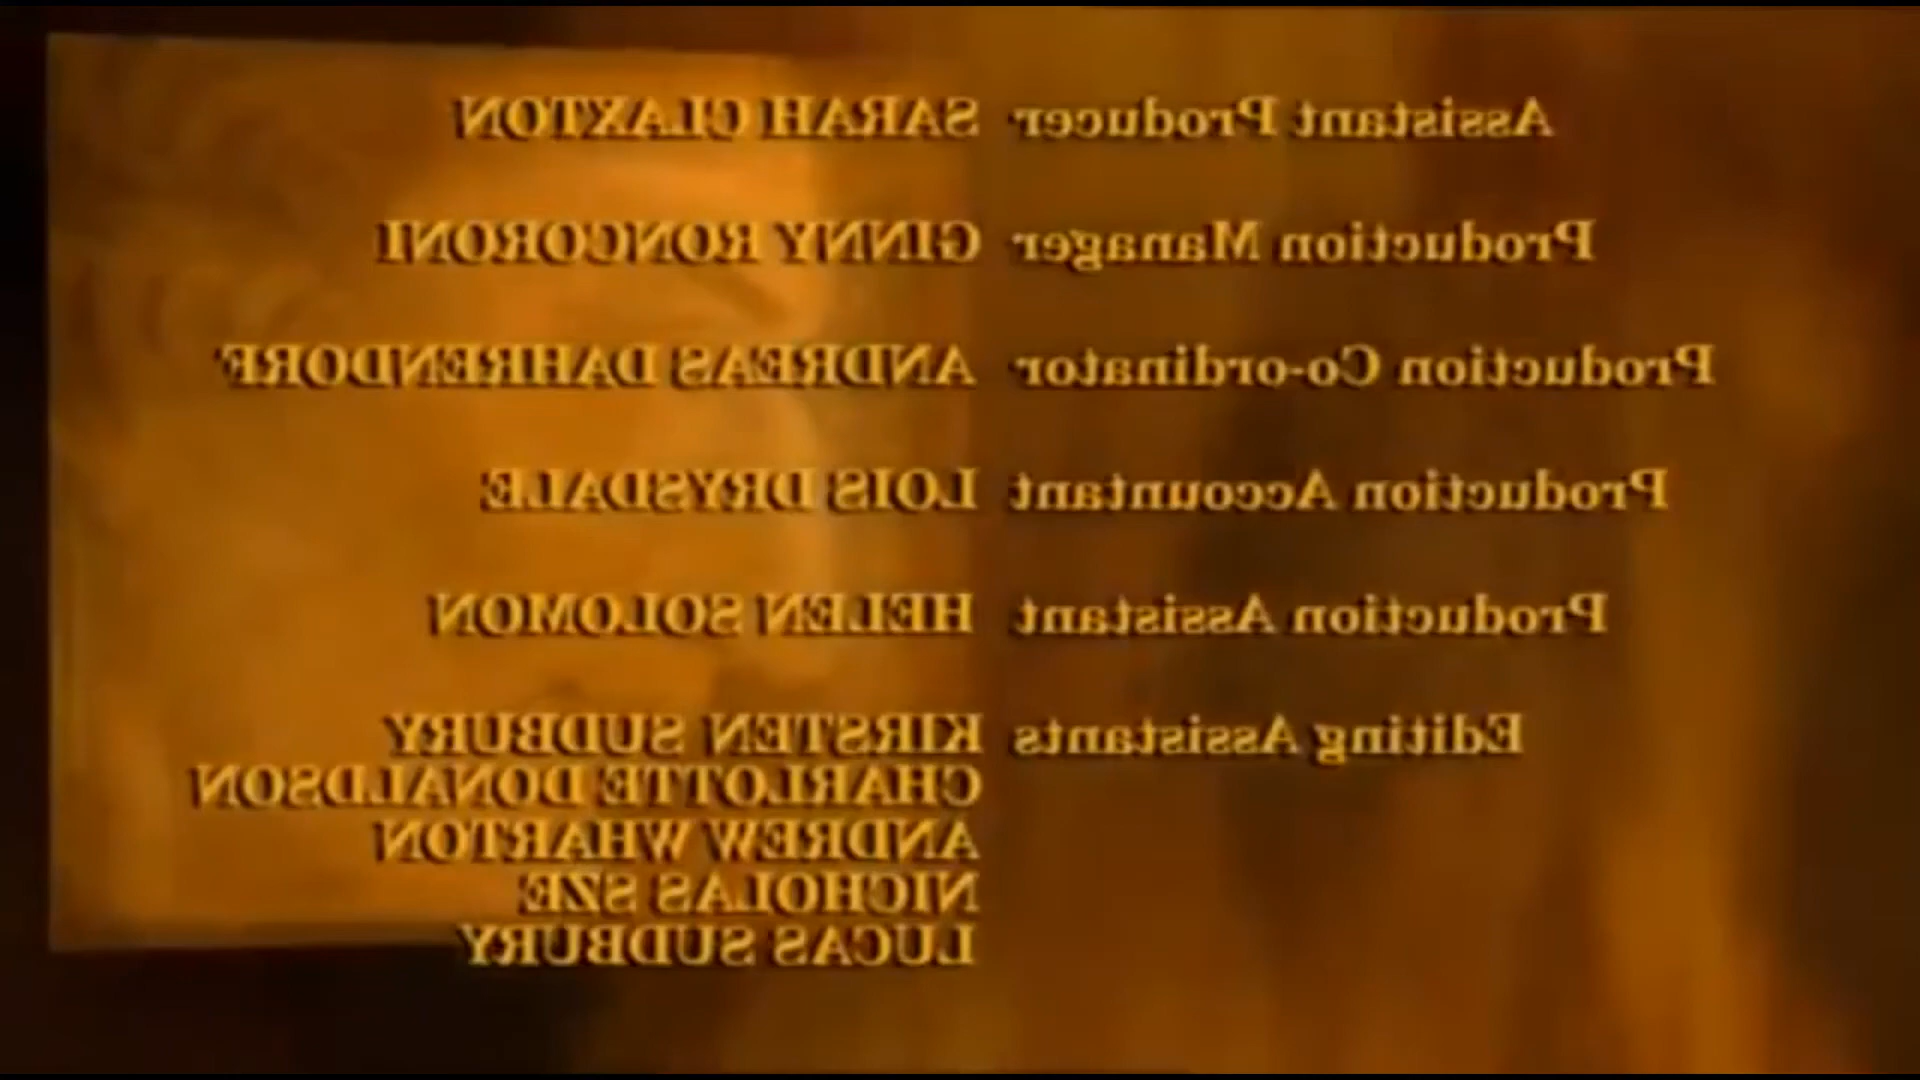 Assistant Producer SARAH CLAXTON
Production Manager GINNY RONCORONI
Production Co-ordinator ANDREAS DAHRENDORF
Production Accountant LOIS DRYSDALE
Production Assistant HELEN SOLOMON
Editing Assistants KIRSTEN SUDBURY
CHARLOTTE DONALDSON
ANDREW WHARTON
NICHOLAS SZE
LUCAS SUDBURY